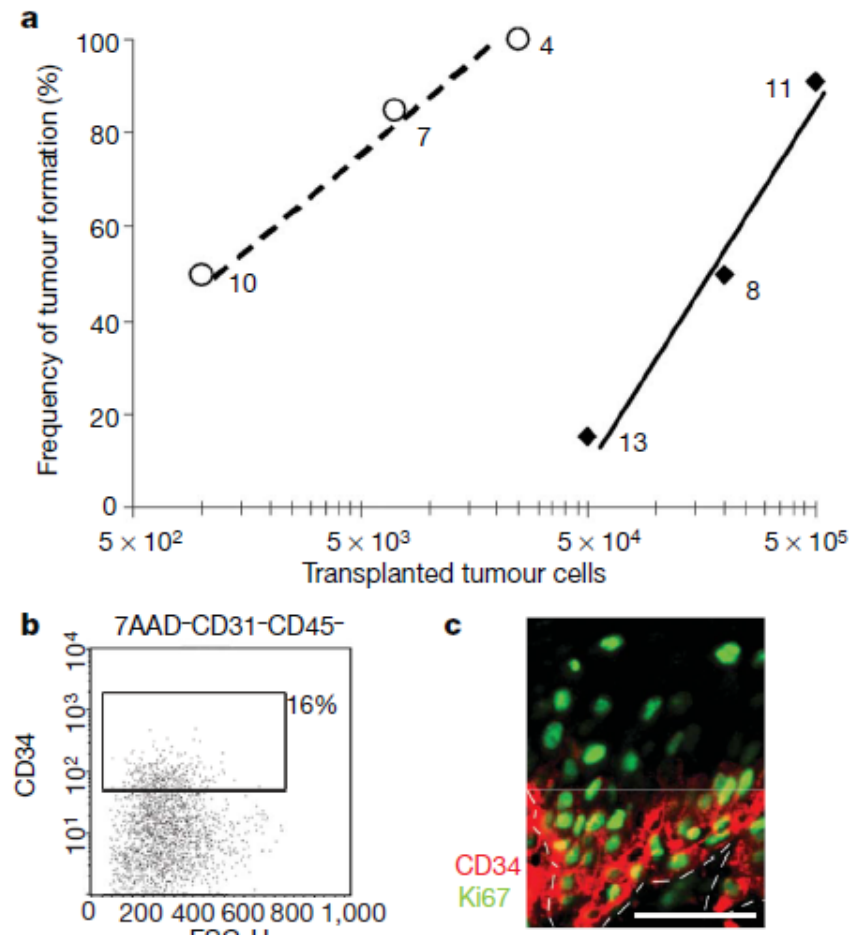 a
Frequency of tumour formation (%)
100
80
60
40
20
0
4
7
10
11
8
13
5 × 10²
5 × 10³
5 × 10⁴
5 × 10⁵
Transplanted tumour cells
b
7AAD⁻CD31⁻CD45⁻
CD34
10⁴
10³
10²
10¹
16%
0 200 400 600 800 1,000
c
CD34
Ki67